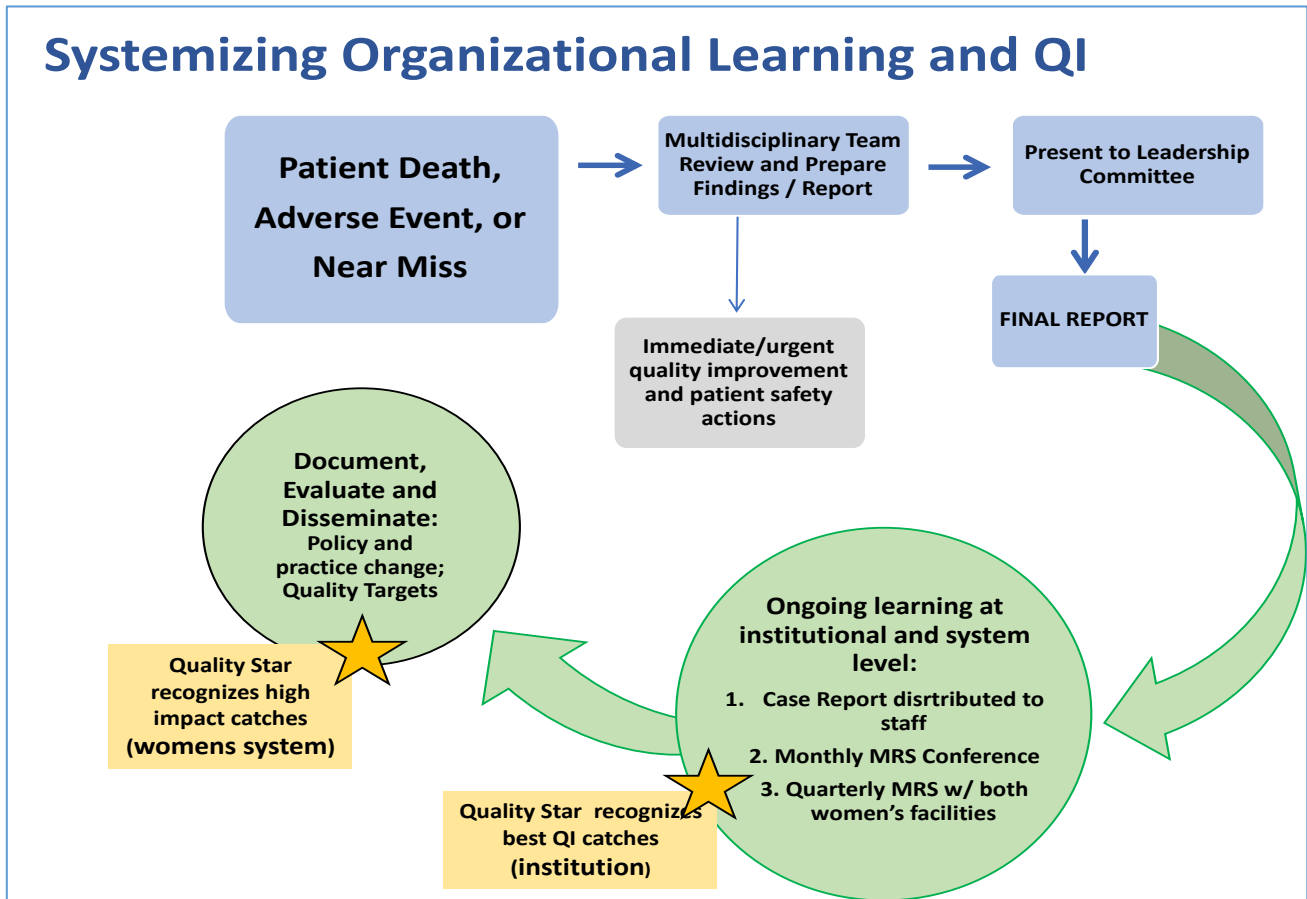 Systemizing Organizational Learning and QI
Patient Death,
Adverse Event, or
Near Miss
Multidisciplinary Team
Review and Prepare
Findings / Report
Present to Leadership
Committee
FINAL REPORT
Immediate/urgent
quality improvement
and patient safety
actions
Document,
Evaluate and
Disseminate:
Policy and
practice change;
Quality Targets
Quality Star
recognizes high
impact catches
(womens system)
Ongoing learning at
institutional and system
level:
1. Case Report disrtributed to
staff
2. Monthly MRS Conference
3. Quarterly MRS w/ both
women’s facilities
Quality Star recognizes
best QI catches
(institution)